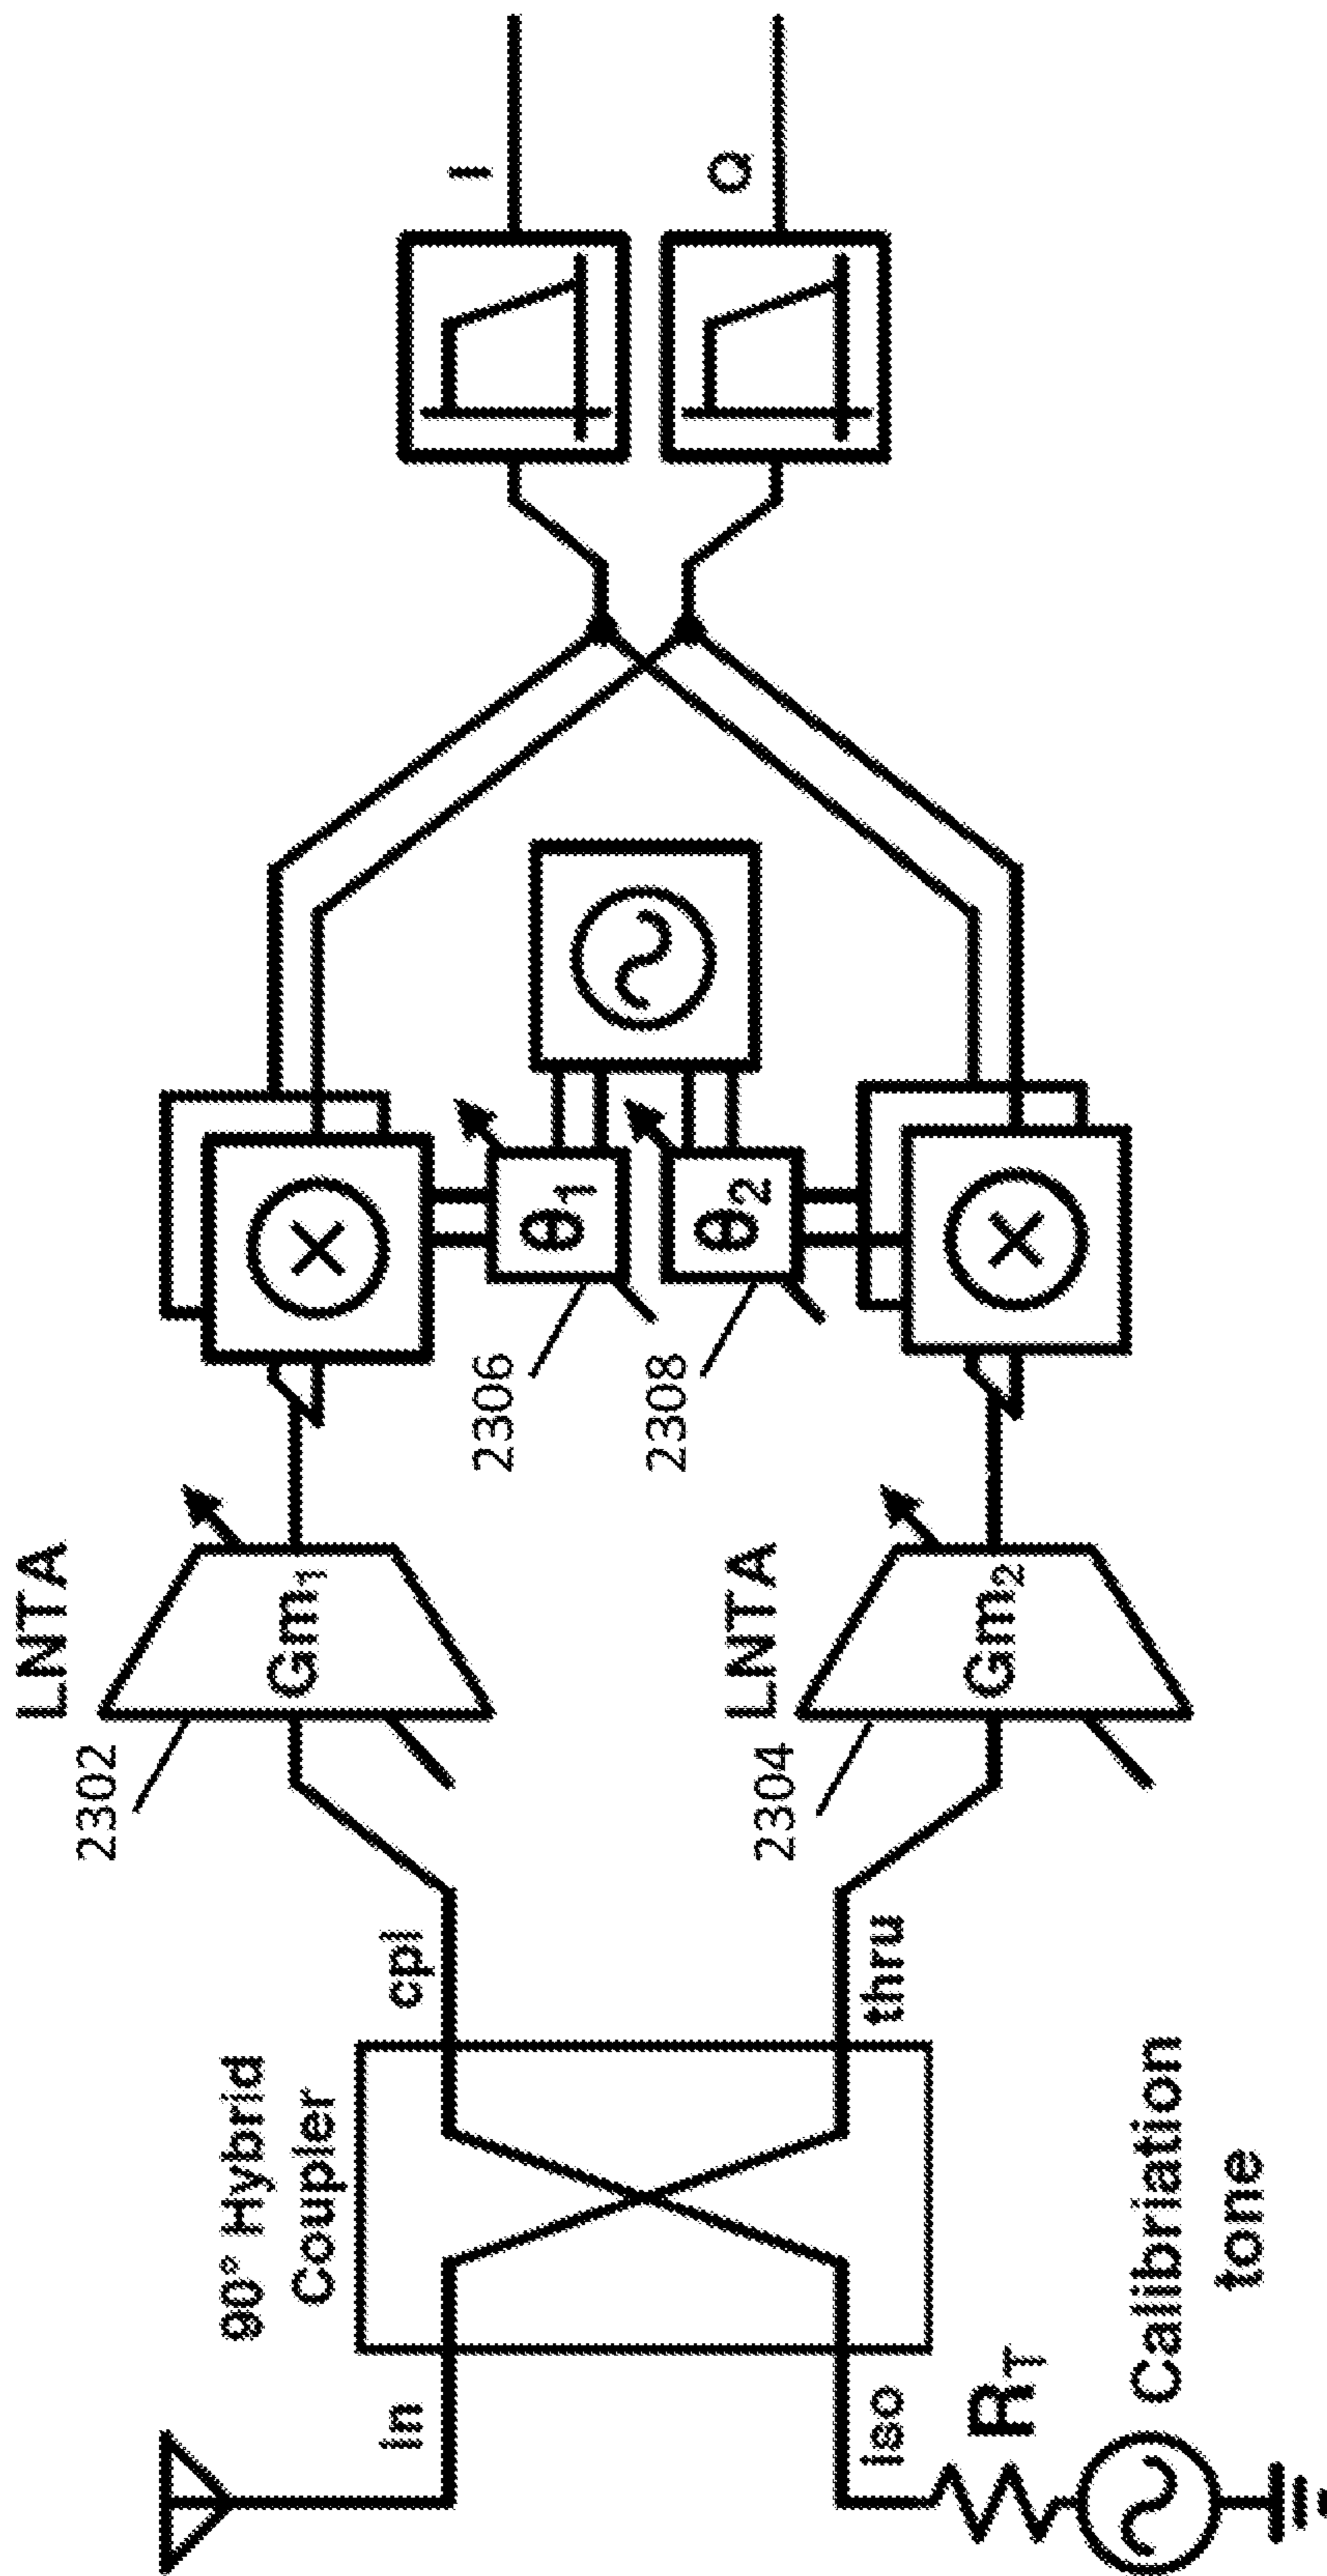 90° Hybrid
Coupler
in
iso
cpl
thru
R_T
Calibriation
tone
LNTA
2302
Gm₁
LNTA
2304
Gm₂
2306
θ₁
2308
θ₂
I
Q